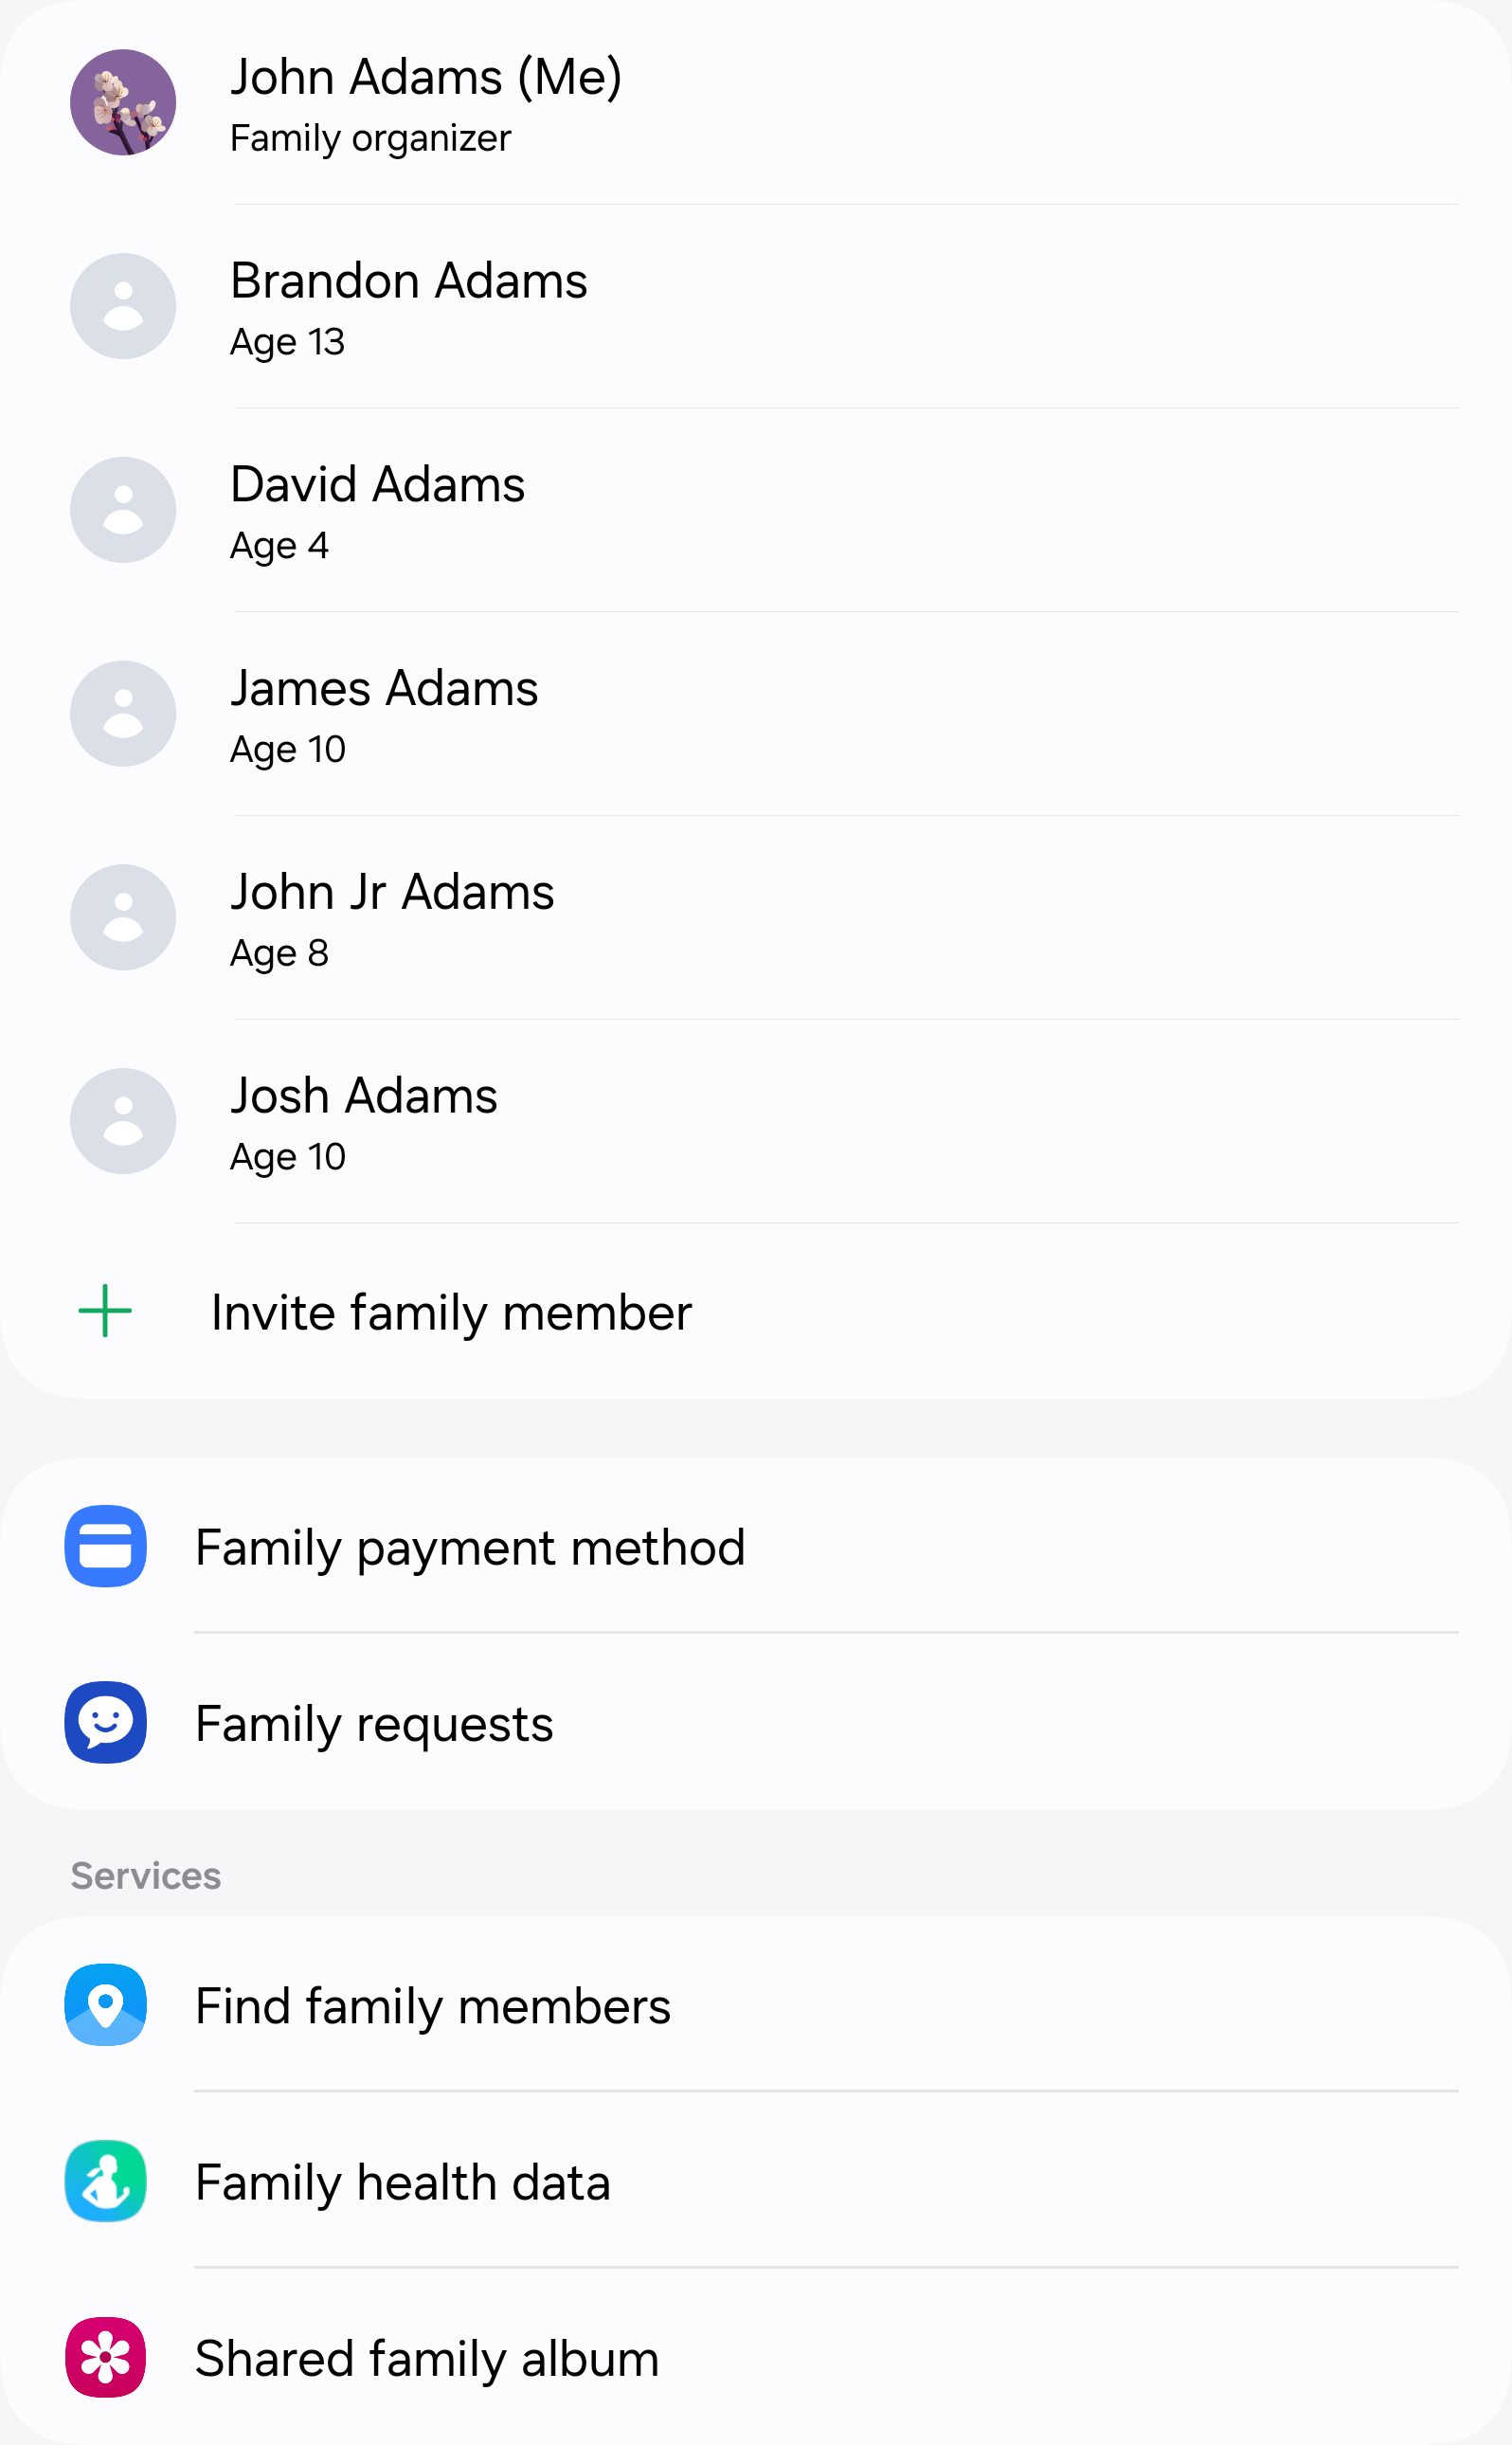 John Adams (Me)
Family organizer
Brandon Adams
Age 13
David Adams
Age 4
James Adams
Age 10
John Jr Adams
Age 8
Josh Adams
Age 10
Invite family member
Family payment method
Family requests
Services
Find family members
Family health data
Shared family album